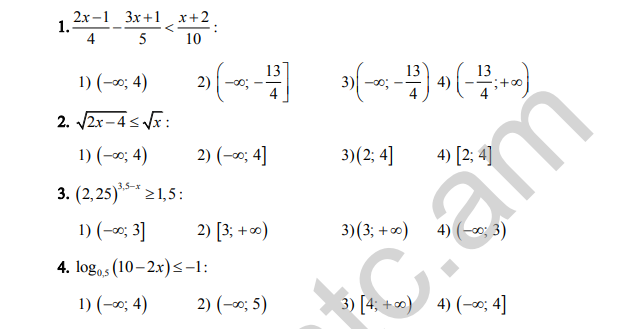 1. (2x−1)/4 − (3x+1)/5 < (x+2)/10 :
1) (−∞; 4) 2) (−∞; −13/4] 3) (−∞; −13/4) 4) (−13/4; +∞)
2. √(2x−4) ≤ √x :
1) (−∞; 4) 2) (−∞; 4] 3) (2; 4] 4) [2; 4]
3. (2,25)^(3,5−x) ≥ 1,5 :
1) (−∞; 3] 2) [3; +∞) 3) (3; +∞) 4) (−∞; 3)
4. log₀,₅ (10−2x) ≤ −1:
1) (−∞; 4) 2) (−∞; 5) 3) [4; +∞) 4) (−∞; 4]
tc.am